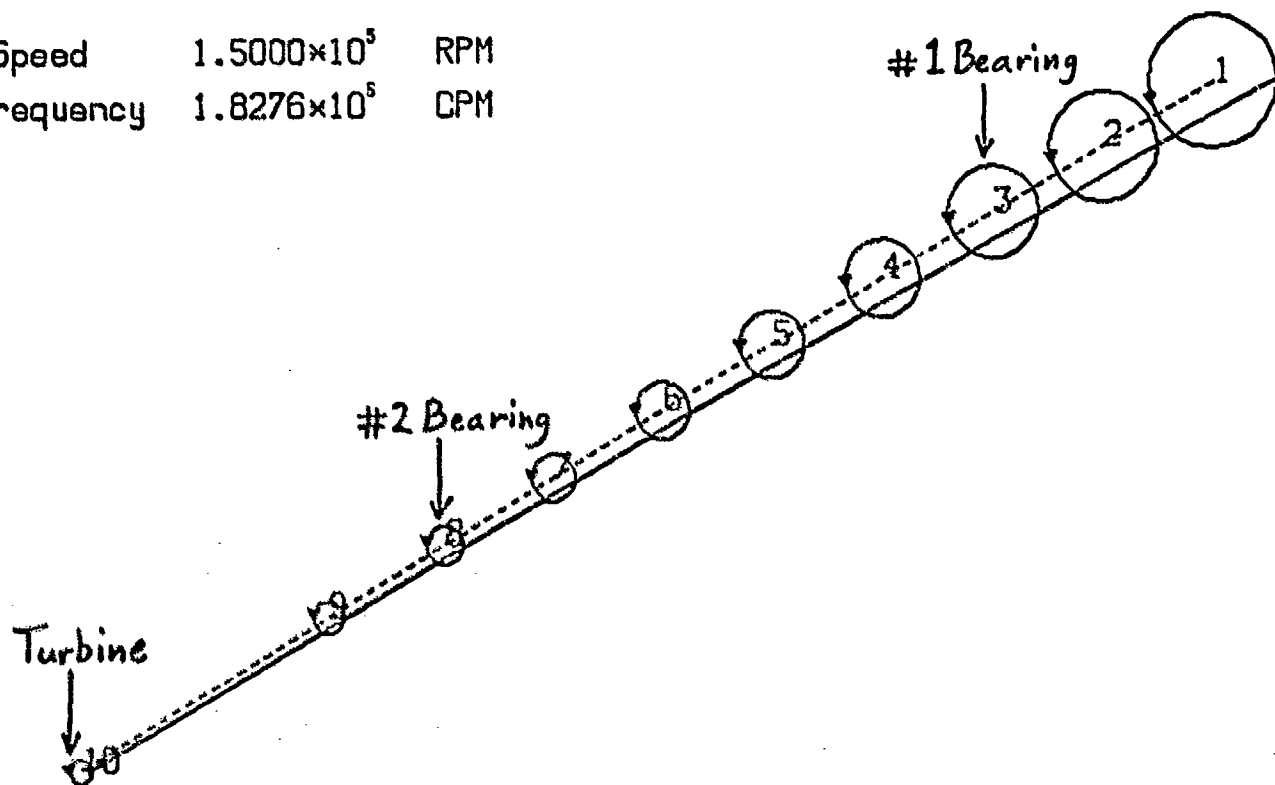 Speed 1.5000×10⁵ RPM
requency 1.8276×10⁵ CPM
#1 Bearing
1
2
3
4
5
6
#2 Bearing
7
8
9
Turbine
10